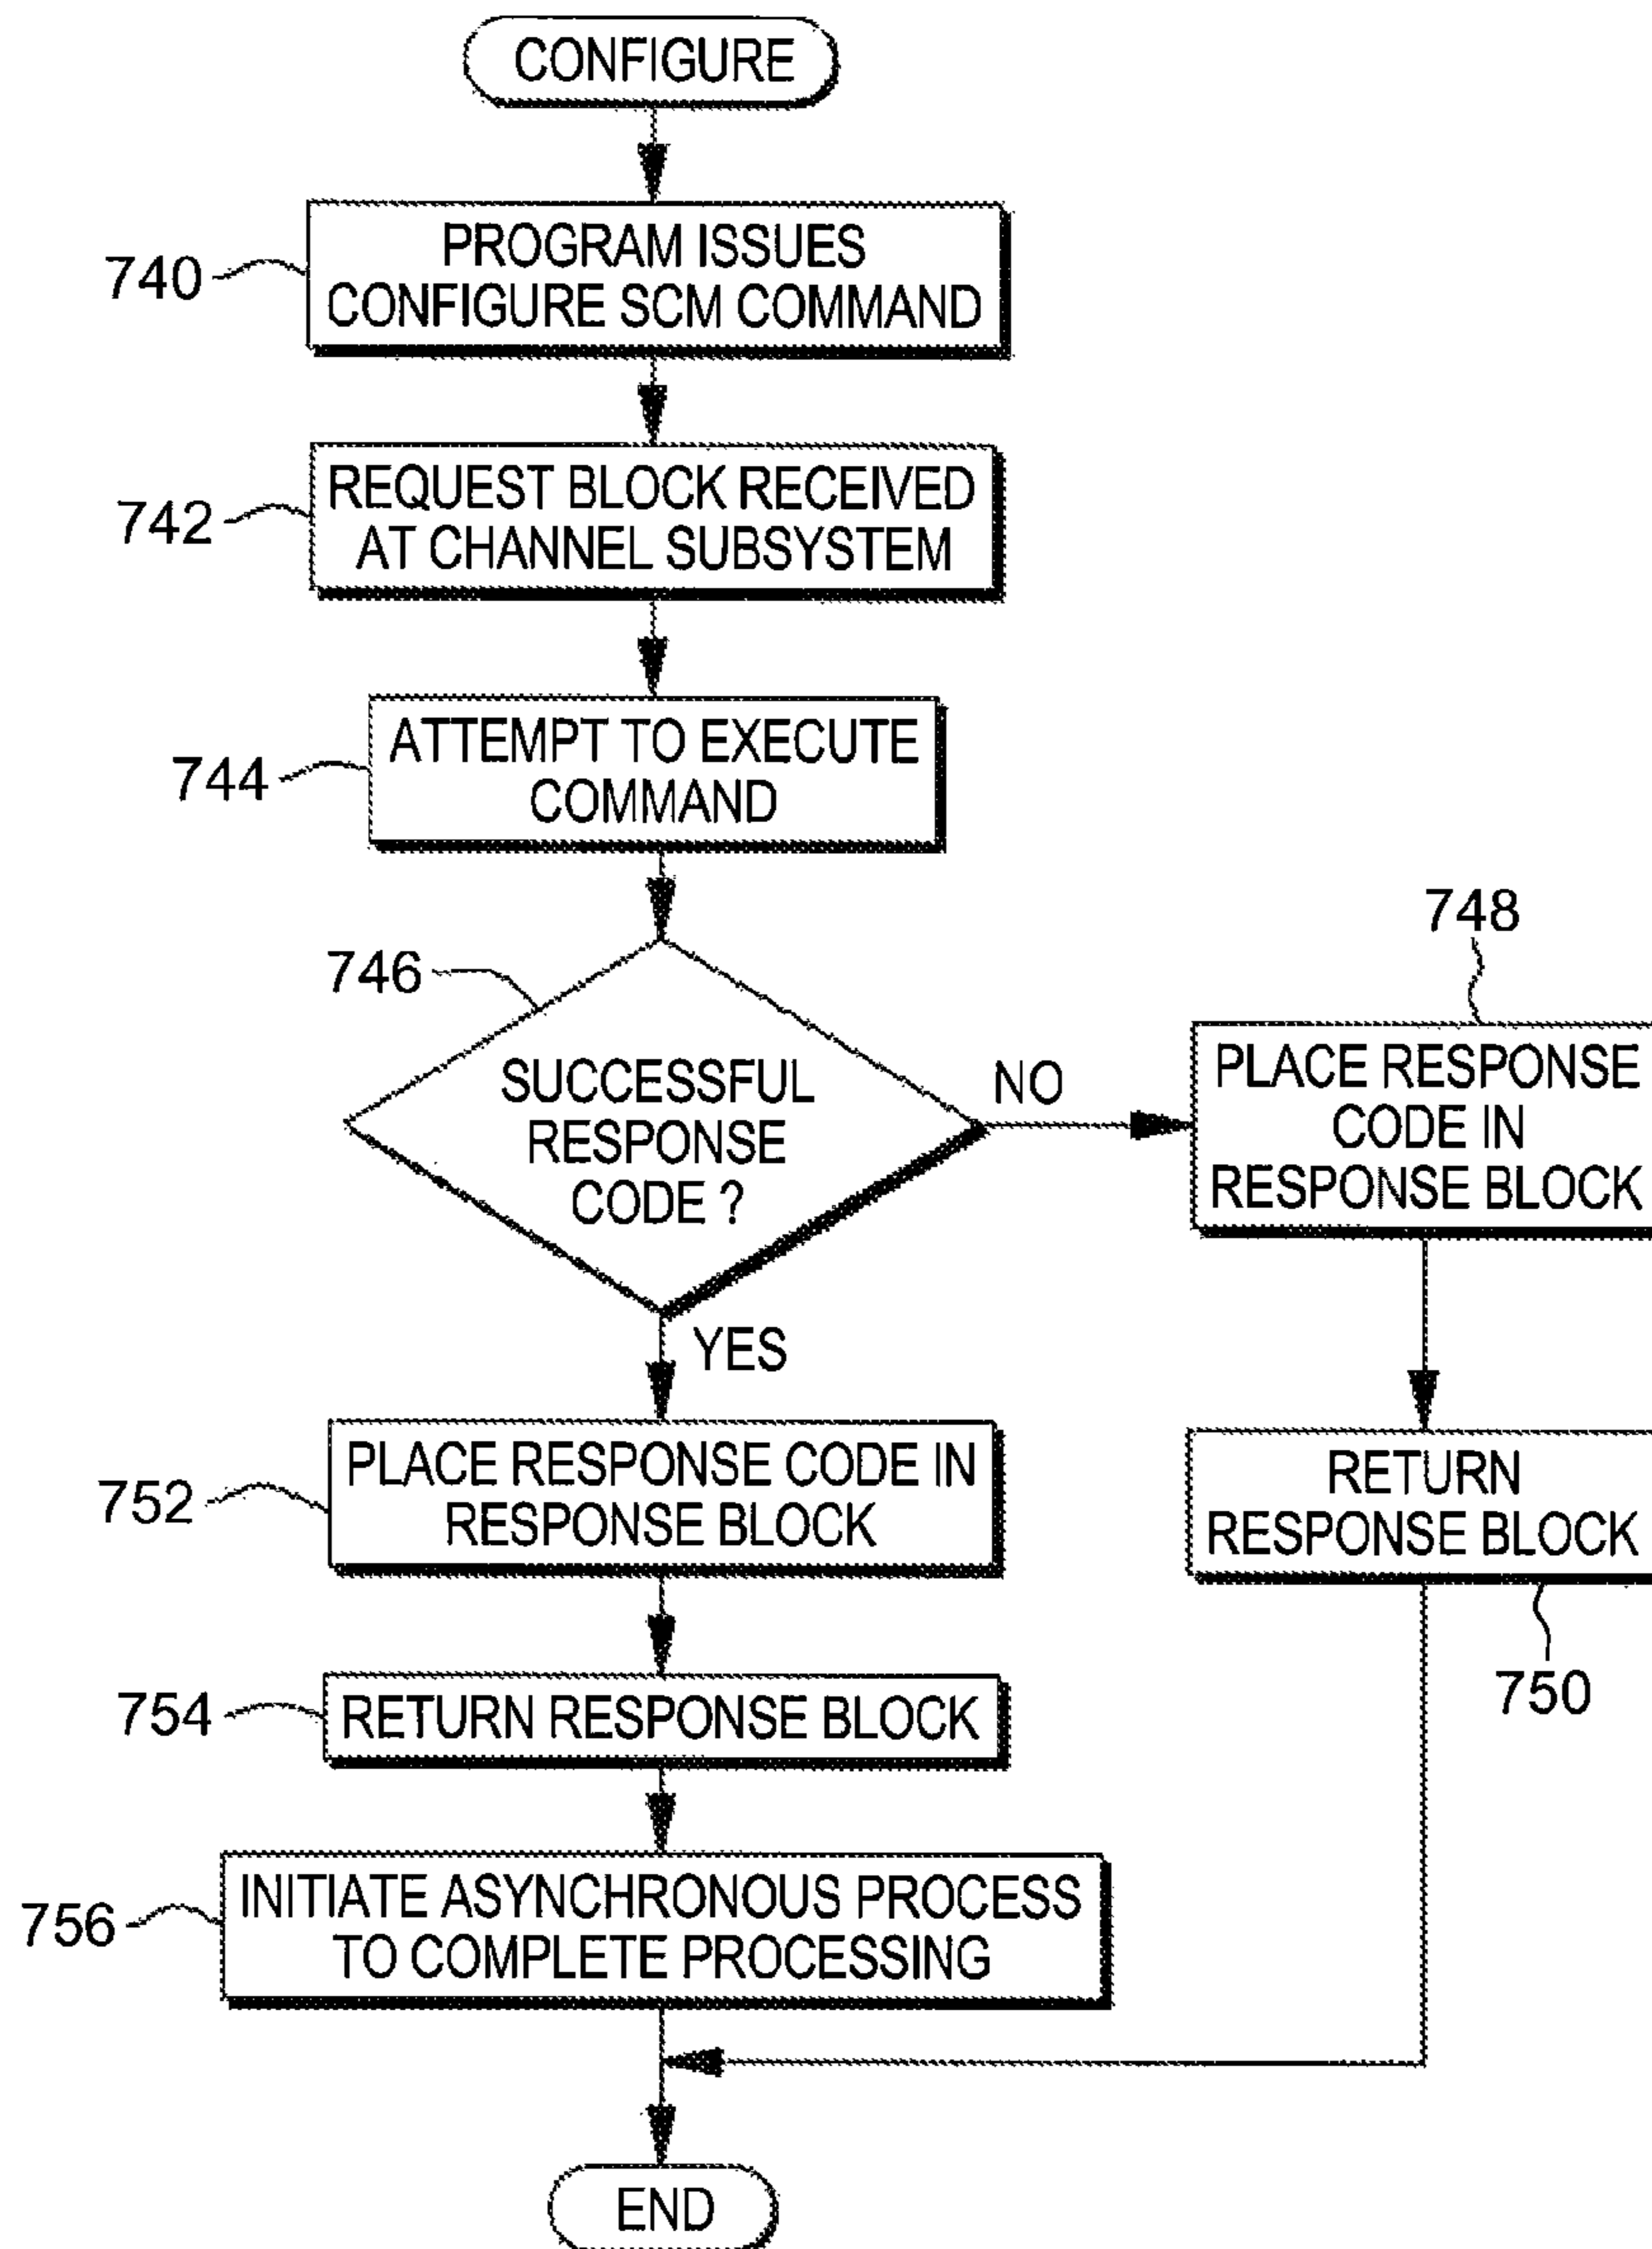 CONFIGURE
740
PROGRAM ISSUES
CONFIGURE SCM COMMAND
742
REQUEST BLOCK RECEIVED
AT CHANNEL SUBSYSTEM
744
ATTEMPT TO EXECUTE
COMMAND
746
SUCCESSFUL
RESPONSE
CODE ?
NO
748
PLACE RESPONSE
CODE IN
RESPONSE BLOCK
YES
752
PLACE RESPONSE CODE IN
RESPONSE BLOCK
RETURN
RESPONSE BLOCK
750
754
RETURN RESPONSE BLOCK
756
INITIATE ASYNCHRONOUS PROCESS
TO COMPLETE PROCESSING
END